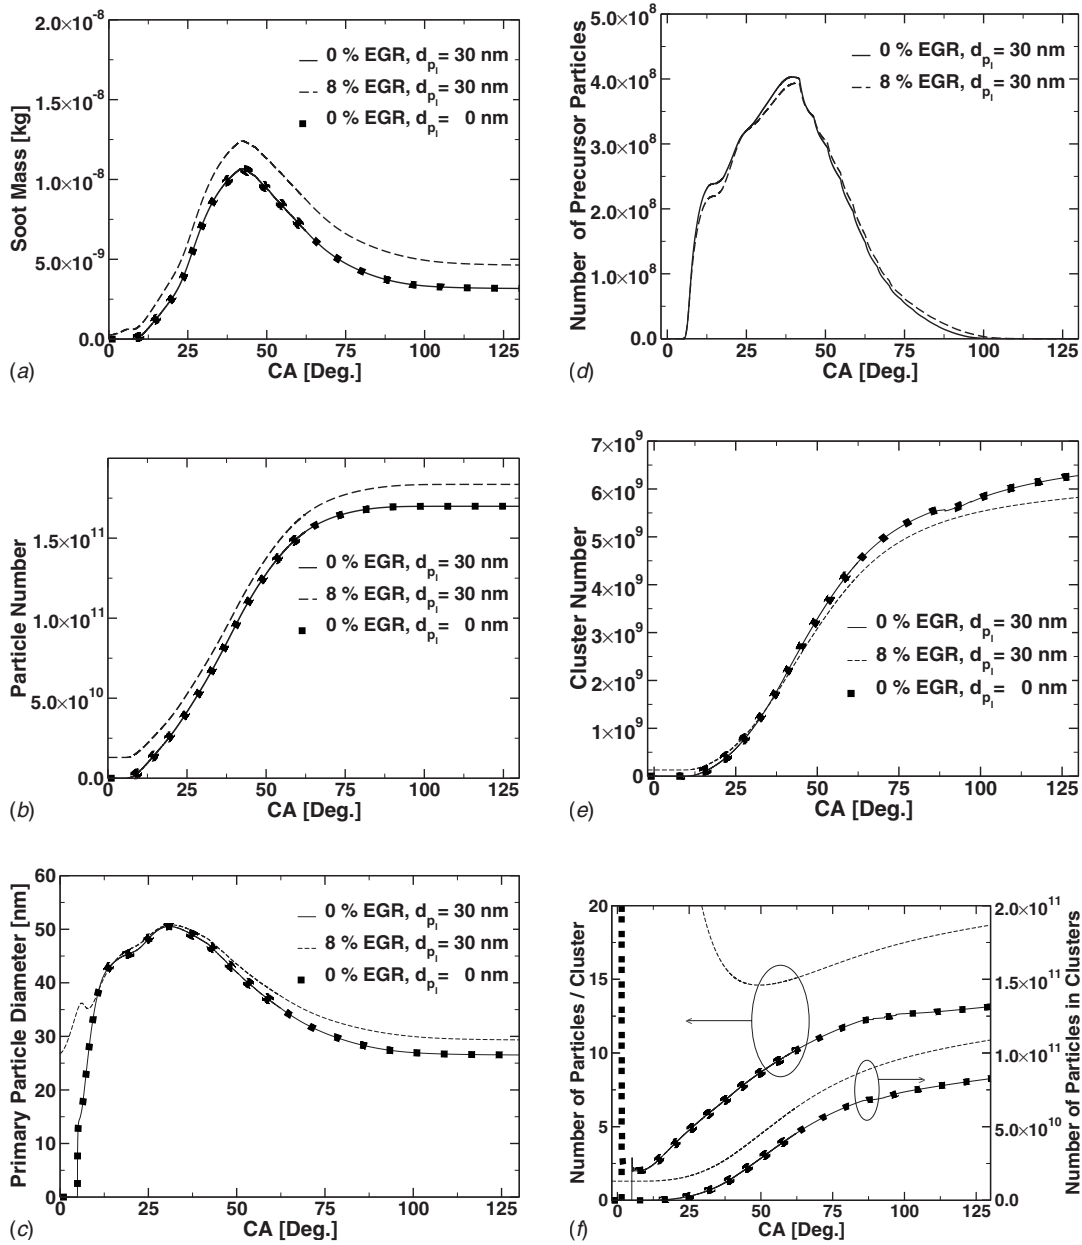 2.0×10⁻⁸
1.5×10⁻⁸
1.0×10⁻⁸
5.0×10⁻⁹
0.0
Soot Mass [kg]
0 % EGR, dpI = 30 nm
8 % EGR, dpI = 30 nm
0 % EGR, dpI = 0 nm
0 25 50 75 100 125
CA [Deg.]
(a)
5.0×10⁸
4.0×10⁸
3.0×10⁸
2.0×10⁸
1.0×10⁸
0.0
Number of Precursor Particles
0 % EGR, dpI = 30 nm
8 % EGR, dpI = 30 nm
0 25 50 75 100 125
CA [Deg.]
(d)
1.5×10¹¹
1.0×10¹¹
5.0×10¹⁰
0.0
Particle Number
0 % EGR, dpI = 30 nm
8 % EGR, dpI = 30 nm
0 % EGR, dpI = 0 nm
0 25 50 75 100 125
CA [Deg.]
(b)
7×10⁹
6×10⁹
5×10⁹
4×10⁹
3×10⁹
2×10⁹
1×10⁹
0
Cluster Number
0 % EGR, dpI = 30 nm
8 % EGR, dpI = 30 nm
0 % EGR, dpI = 0 nm
0 25 50 75 100 125
CA [Deg.]
(e)
60
50
40
30
20
10
0
Primary Particle Diameter [nm]
0 % EGR, dpI = 30 nm
8 % EGR, dpI = 30 nm
0 % EGR, dpI = 0 nm
0 25 50 75 100 125
CA [Deg.]
(c)
20
15
10
5
0
Number of Particles / Cluster
2.0×10¹¹
1.5×10¹¹
1.0×10¹¹
5.0×10¹⁰
0.0
Number of Particles in Clusters
0 25 50 75 100 125
CA [Deg.]
(f)